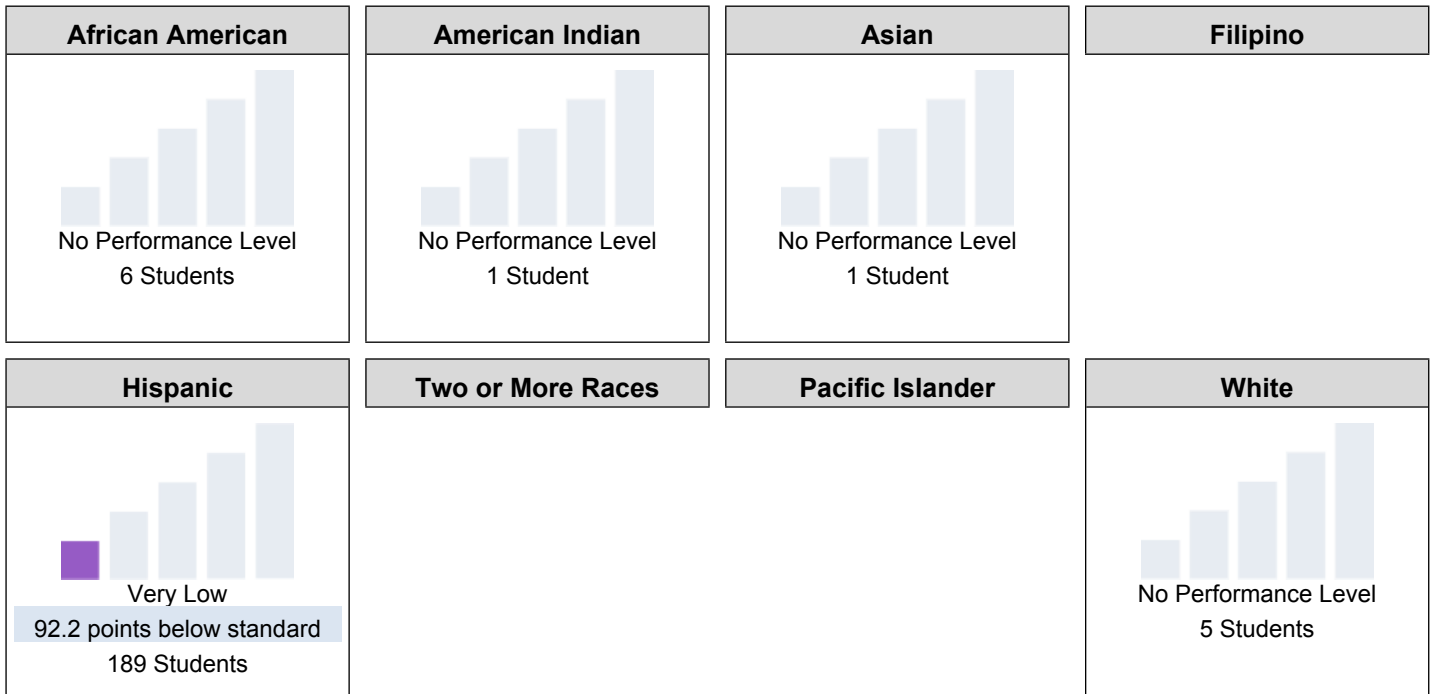 African American
No Performance Level
6 Students
American Indian
No Performance Level
1 Student
Asian
No Performance Level
1 Student
Filipino
Hispanic
Very Low
92.2 points below standard
189 Students
Two or More Races
Pacific Islander
White
No Performance Level
5 Students